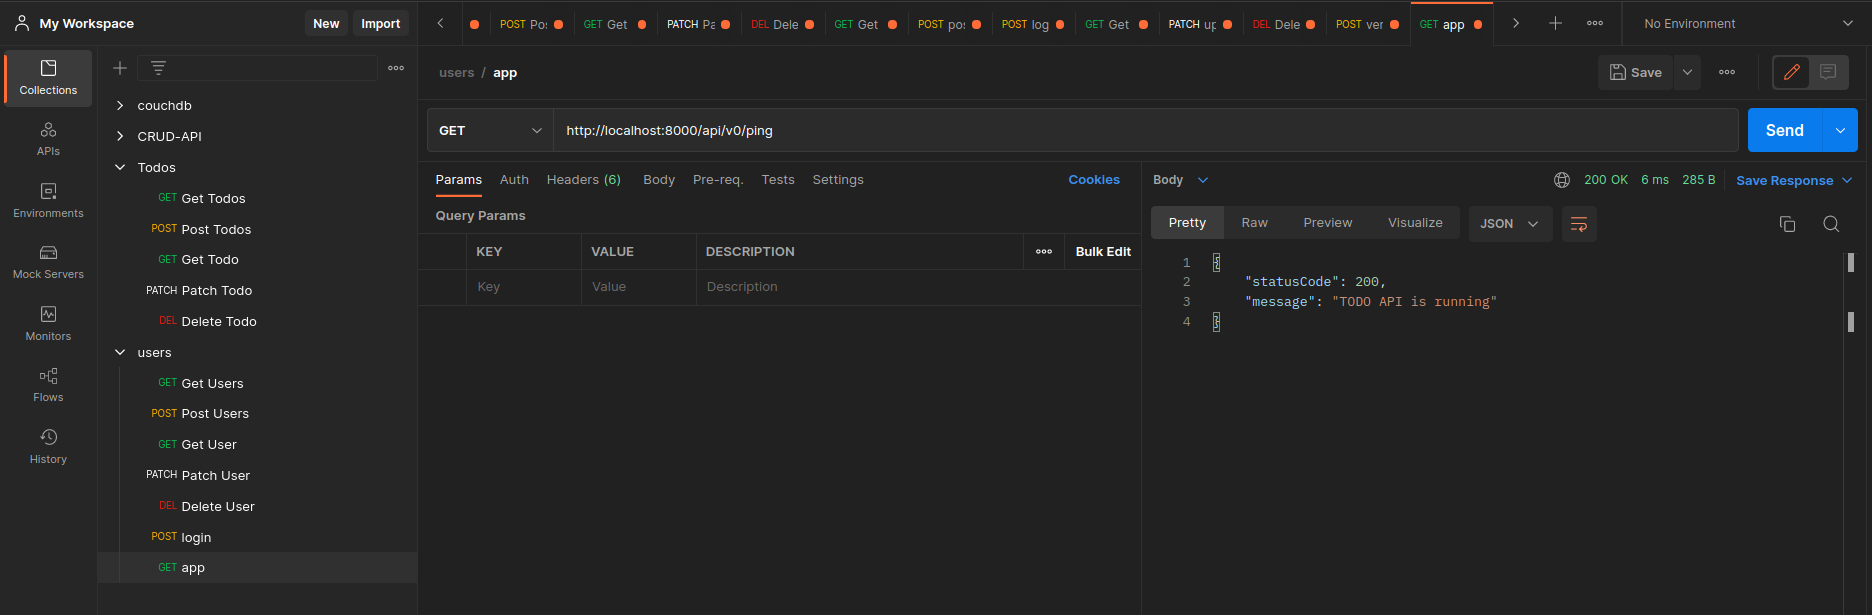 My Workspace
New
Import
POST Po
GET Get
PATCH Pa
DEL Dele
GET Get
POST pos
POST log
GET Get
PATCH up
DEL Dele
POST ver
GET app
No Environment
Collections
APIs
Environments
Mock Servers
Monitors
Flows
History
couchdb
CRUD-API
Todos
GET Get Todos
POST Post Todos
GET Get Todo
PATCH Patch Todo
DEL Delete Todo
users
GET Get Users
POST Post Users
GET Get User
PATCH Patch User
DEL Delete User
POST login
GET app
users / app
Save
GET
http://localhost:8000/api/v0/ping
Send
Params
Auth
Headers (6)
Body
Pre-req.
Tests
Settings
Cookies
Query Params
KEY
VALUE
DESCRIPTION
Bulk Edit
Key
Value
Description
Body
200 OK
6 ms
285 B
Save Response
Pretty
Raw
Preview
Visualize
JSON
1 {
2 "statusCode": 200,
3 "message": "TODO API is running"
4 }